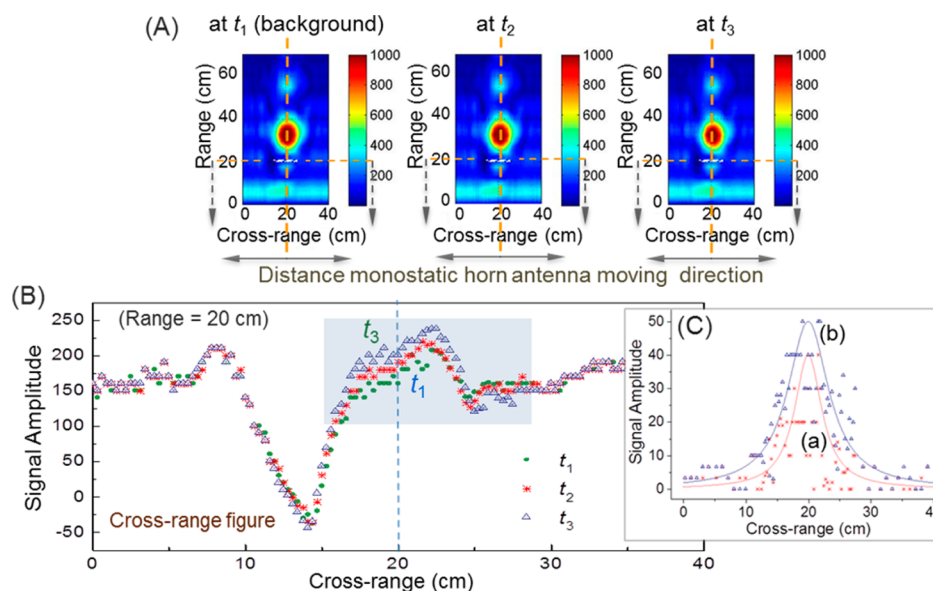 (A)
at t₁ (background)
at t₂
at t₃
Range (cm)
60
40
20
0
0 20 40
Cross-range (cm)
1000
800
600
400
200
Range (cm)
60
40
20
0
0 20 40
Cross-range (cm)
1000
800
600
400
200
Range (cm)
60
40
20
0
0 20 40
Cross-range (cm)
1000
800
600
400
200
Distance monostatic horn antenna moving direction
(B)
(Range = 20 cm)
Signal Amplitude
250
200
150
100
50
0
-50
t₃
t₁
t₁
t₂
t₃
Cross-range figure
0 10 20 30 40
Cross-range (cm)
(C)
Signal Amplitude
50
40
30
20
10
0
(b)
(a)
0 10 20 30
Cross-range (cm)